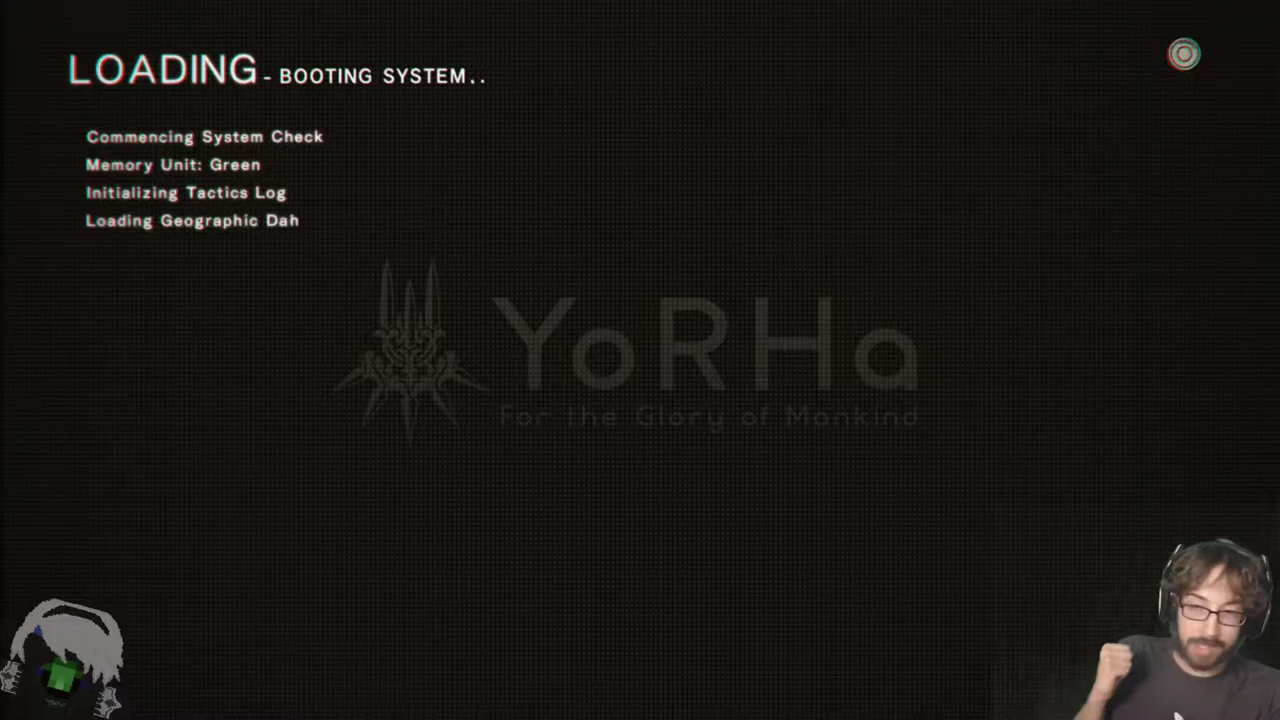 LOADING - BOOTING SYSTEM..
Commencing System Check
Memory Unit: Green
Initializing Tactics Log
Loading Geographic Dah
YoRHa
For the Glory of Mankind